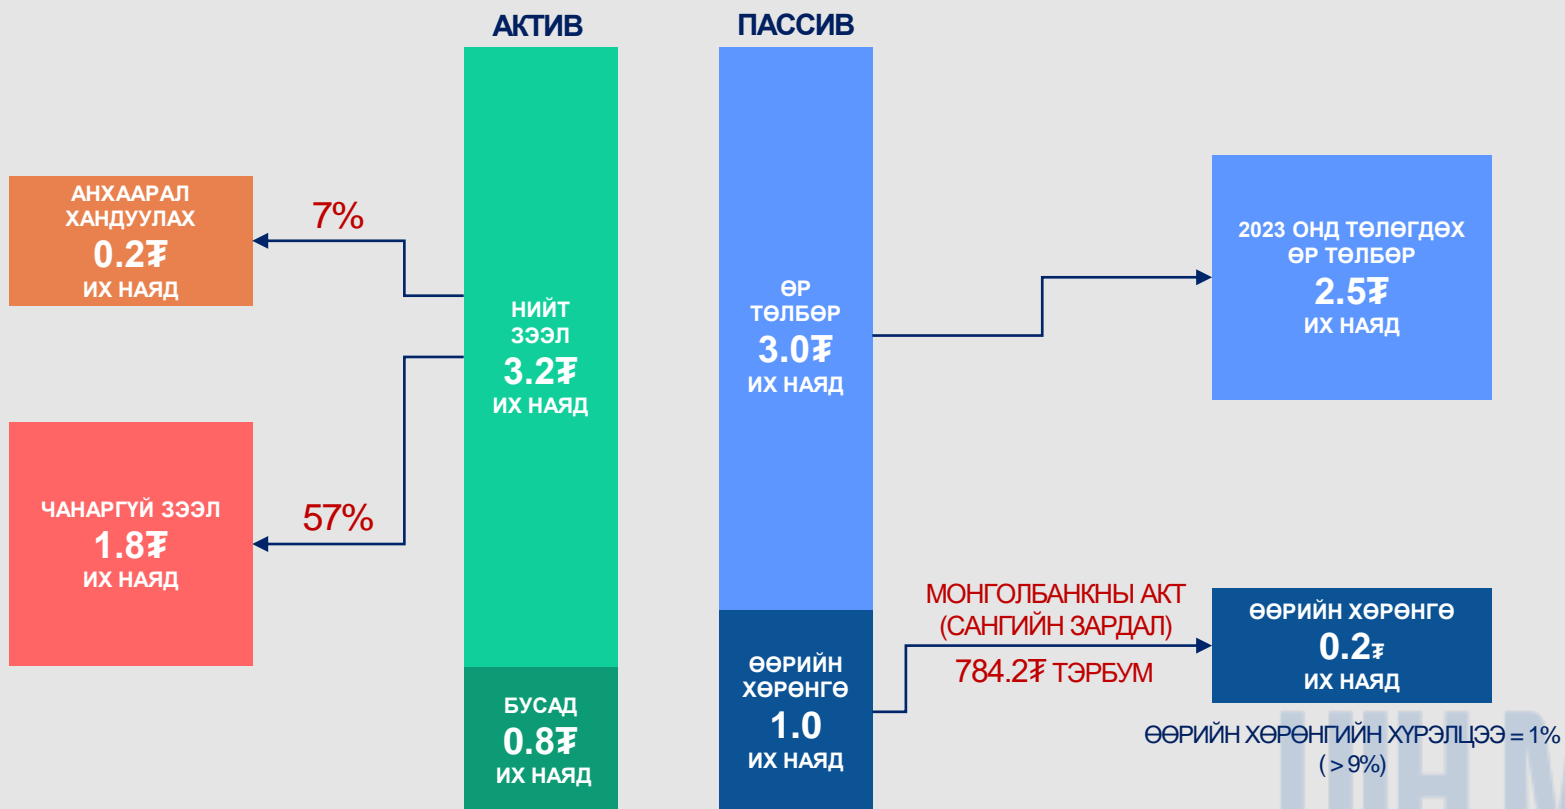 АКТИВ
ПАССИВ
АНХААРАЛ
ХАНДУУЛАХ
0.2₮
ИХ НАЯД
7%
ЧАНАРГҮЙ ЗЭЭЛ
1.8₮
ИХ НАЯД
57%
НИЙТ
ЗЭЭЛ
3.2₮
ИХ НАЯД
БУСАД
0.8₮
ИХ НАЯД
ӨР
ТӨЛБӨР
3.0₮
ИХ НАЯД
ӨӨРИЙН
ХӨРӨНГӨ
1.0
ИХ НАЯД
2023 ОНД ТӨЛӨГДӨХ
ӨР ТӨЛБӨР
2.5₮
ИХ НАЯД
МОНГОЛБАНКНЫ АКТ
(САНГИЙН ЗАРДАЛ)
784.2₮ ТЭРБУМ
ӨӨРИЙН ХӨРӨНГӨ
0.2₮
ИХ НАЯД
ӨӨРИЙН ХӨРӨНГИЙН ХҮРЭЛЦЭЭ = 1%
( > 9%)